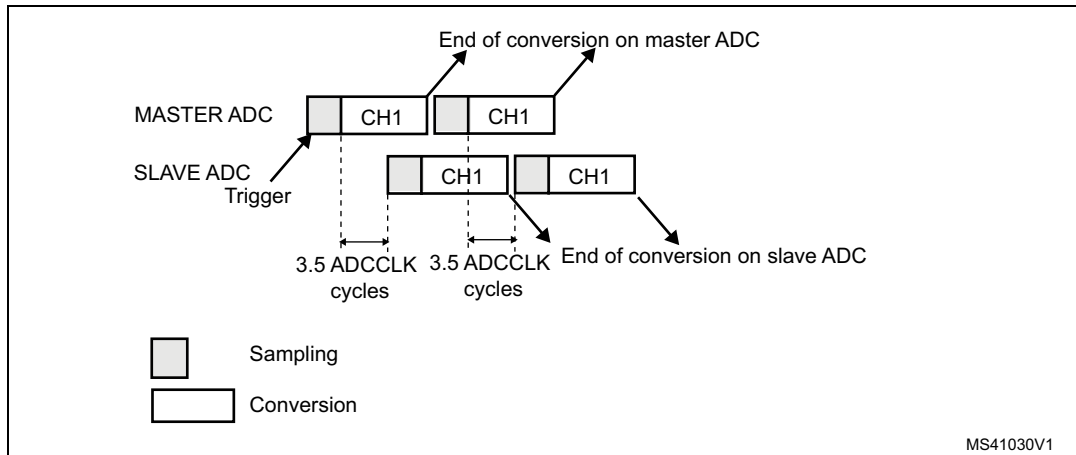 End of conversion on master ADC
MASTER ADC
CH1
CH1
SLAVE ADC
Trigger
CH1
CH1
3.5 ADCCLK
cycles
3.5 ADCCLK
cycles
End of conversion on slave ADC
Sampling
Conversion
MS41030V1